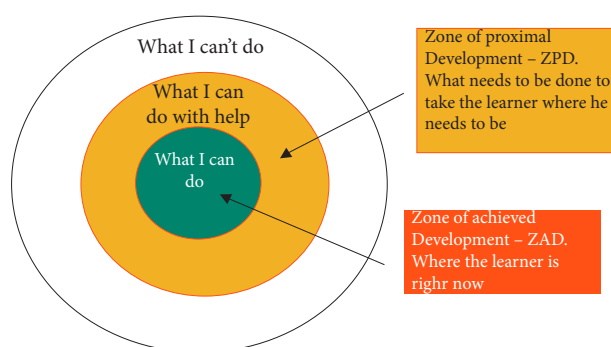 What I can't do
What I can
do with help
What I can
do
Zone of proximal
Development – ZPD.
What needs to be done to
take the learner where he
needs to be
Zone of achieved
Development – ZAD.
Where the learner is
righr now